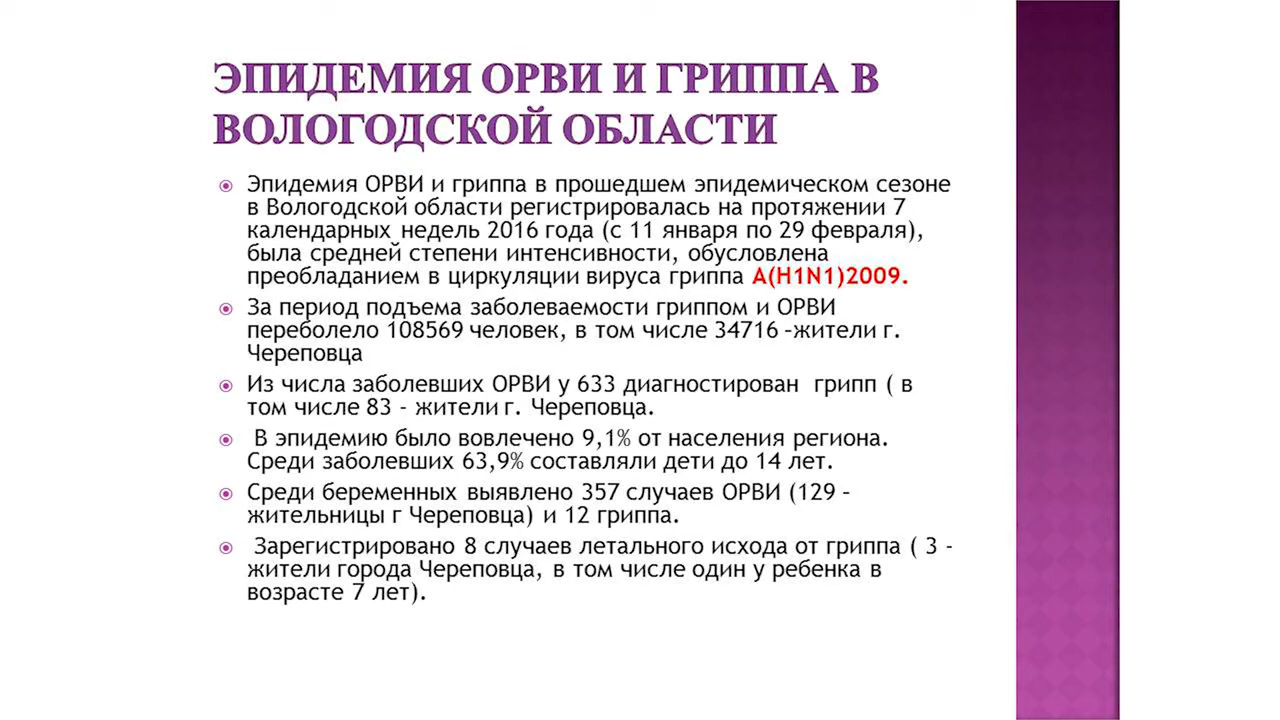 ЭПИДЕМИЯ ОРВИ И ГРИППА В
ВОЛОГОДСКОЙ ОБЛАСТИ
Эпидемия ОРВИ и гриппа в прошедшем эпидемическом сезоне
в Вологодской области регистрировалась на протяжении 7
календарных недель 2016 года (с 11 января по 29 февраля),
была средней степени интенсивности, обусловлена
преобладанием в циркуляции вируса гриппа A(H1N1)2009.
За период подъема заболеваемости гриппом и ОРВИ
переболело 108569 человек, в том числе 34716 –жители г.
Череповца
Из числа заболевших ОРВИ у 633 диагностирован  грипп ( в
том числе 83 - жители г. Череповца.
В эпидемию было вовлечено 9,1% от населения региона.
Среди заболевших 63,9% составляли дети до 14 лет.
Среди беременных выявлено 357 случаев ОРВИ (129 –
жительницы г Череповца) и 12 гриппа.
Зарегистрировано 8 случаев летального исхода от гриппа ( 3 -
жители города Череповца, в том числе один у ребенка в
возрасте 7 лет).